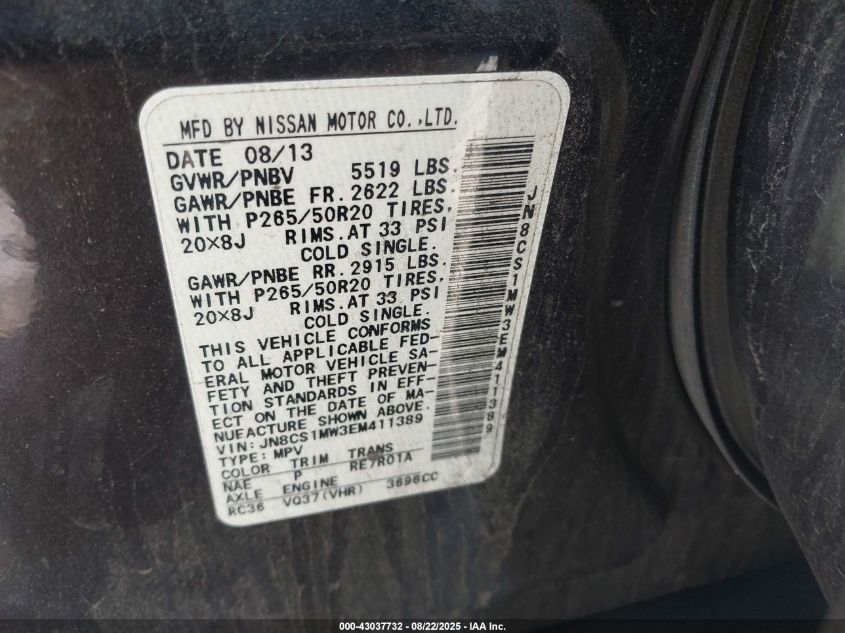 MFD BY NISSAN MOTOR CO.,LTD.
DATE 08/13
GVWR/PNBV 5519 LBS.
GAWR/PNBE FR.2622 LBS.
WITH P265/50R20 TIRES,
20×8J RIMS.AT 33 PSI
COLD SINGLE.
GAWR/PNBE RR.2915 LBS.
WITH P265/50R20 TIRES,
20×8J RIMS.AT 33 PSI
COLD SINGLE.
THIS VEHICLE CONFORMS
TO ALL APPLICABLE FED-
ERAL MOTOR VEHICLE SA-
FETY AND THEFT PREVEN-
TION STANDARDS IN EFF-
ECT ON THE DATE OF MA-
NUFACTURE SHOWN ABOVE.
VIN:JN8CS1MW3EM411389
TYPE:MPV
COLOR TRIM TRANS
NAE P RE7R01A
AXLE ENGINE
RC36 VQ37(VHR) 3696CC
JN8CS1MW3EM411389
000-43037732 - 08/22/2025 - IAA Inc.